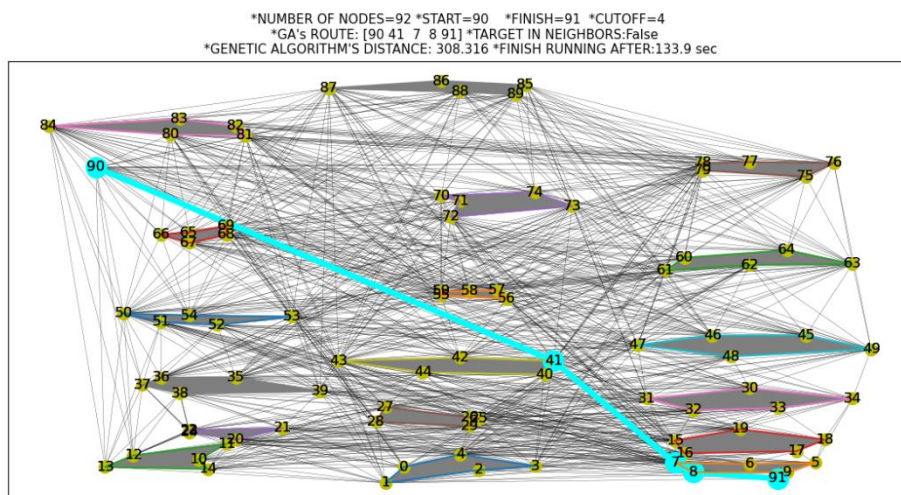 *NUMBER OF NODES=92 *START=90    *FINISH=91  *CUTOFF=4
*GA's ROUTE: [90 41  7  8 91] *TARGET IN NEIGHBORS:False
*GENETIC ALGORITHM'S DISTANCE: 308.316 *FINISH RUNNING AFTER:133.9 sec
87 86 88 85 89
84 83 80 82 81
90
78 79 77 75 76
70 71 72 74 73
66 65 67 69 68
61 60 62 64 63
59 55 58 57 56
50 51 54 52 53
47 46 48 45 49
43 44 42 41 40
37 36 38 35 39
31 32 30 33 34
28 27 26 25 29
21 20
15 16 19 17 18
13 12 10 11 14
1 0 4 2 3
7 8 6 9 5
91